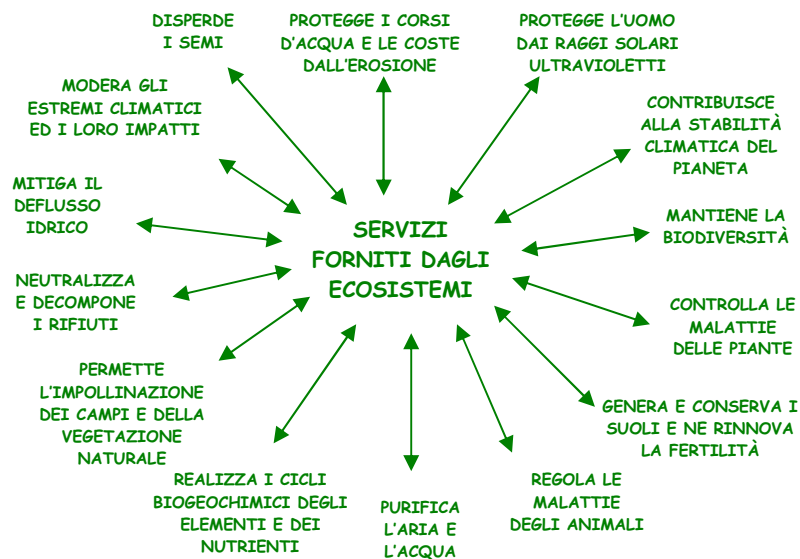 DISPERDE
I SEMI
PROTEGGE I CORSI
D'ACQUA E LE COSTE
DALL'EROSIONE
PROTEGGE L'UOMO
DAI RAGGI SOLARI
ULTRAVIOLETTI
MODERA GLI
ESTREMI CLIMATICI
ED I LORO IMPATTI
CONTRIBUISCE
ALLA STABILITÀ
CLIMATICA DEL
PIANETA
MITIGA IL
DEFLUSSO
IDRICO
SERVIZI
FORNITI DAGLI
ECOSISTEMI
MANTIENE LA
BIODIVERSITÀ
NEUTRALIZZA
E DECOMPONE
I RIFIUTI
CONTROLLA LE
MALATTIE
DELLE PIANTE
PERMETTE
L'IMPOLLINAZIONE
DEI CAMPI E DELLA
VEGETAZIONE
NATURALE
GENERA E CONSERVA I
SUOLI E NE RINNOVA
LA FERTILITÀ
REALIZZA I CICLI
BIOGEOCHIMICI DEGLI
ELEMENTI E DEI
NUTRIENTI
PURIFICA
L'ARIA E
L'ACQUA
REGOLA LE
MALATTIE
DEGLI ANIMALI